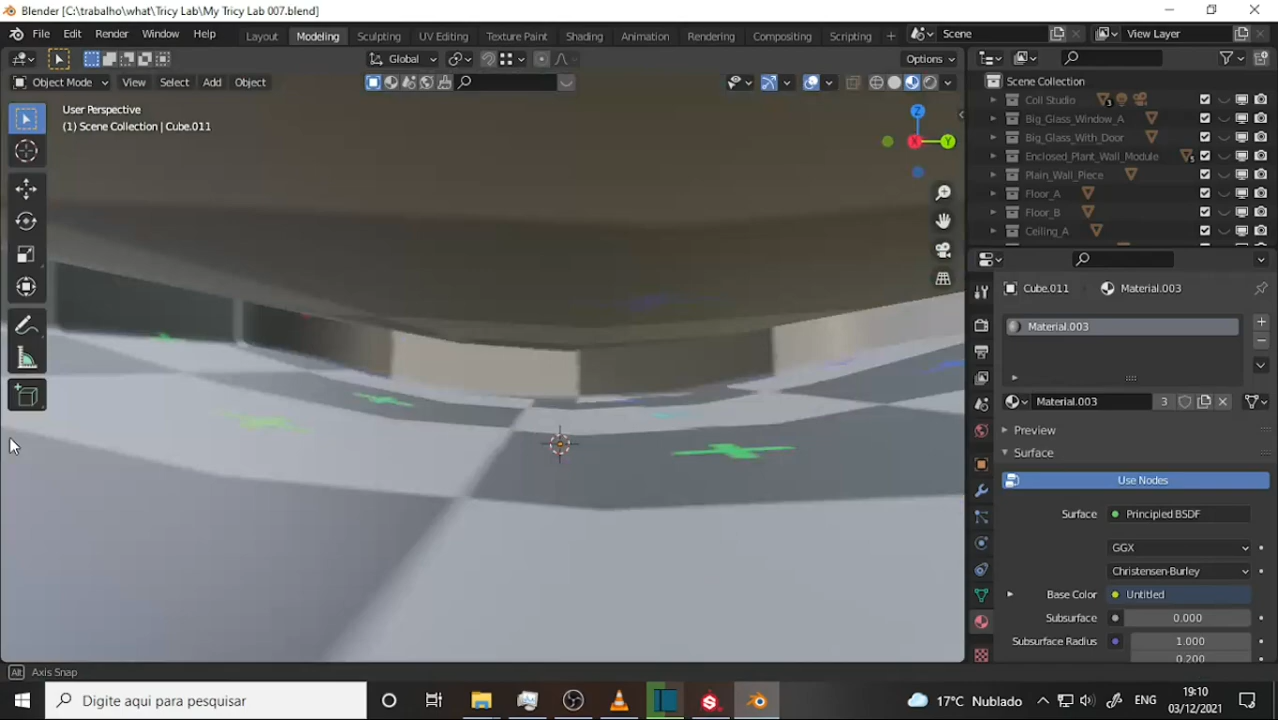 Blender [C:\trabalho\what\Tricy Lab\My Tricy Lab 007.blend]
File Edit Render Window Help Layout Modeling Sculpting UV Editing Texture Paint Shading Animation Rendering Compositing Scripting + Scene View Layer
Global Options
Object Mode View Select Add Object
User Perspective
(1) Scene Collection | Cube.011
Z
X
Y
Scene Collection
Coll Studio 3
Big_Glass_Window_A
Big_Glass_With_Door
Enclosed_Plant_Wall_Module 5
Plain_Wall_Piece
Floor_A
Floor_B
Ceiling_A
Cube.011 Material.003
Material.003
Material.003 3
Preview
Surface
Use Nodes
Surface Principled BSDF
GGX
Christensen-Burley
Base Color Untitled
Subsurface 0.000
Subsurface Radius 1.000
0.200
Alt Axis Snap
Digite aqui para pesquisar
17°C Nublado ENG 19:10
03/12/2021